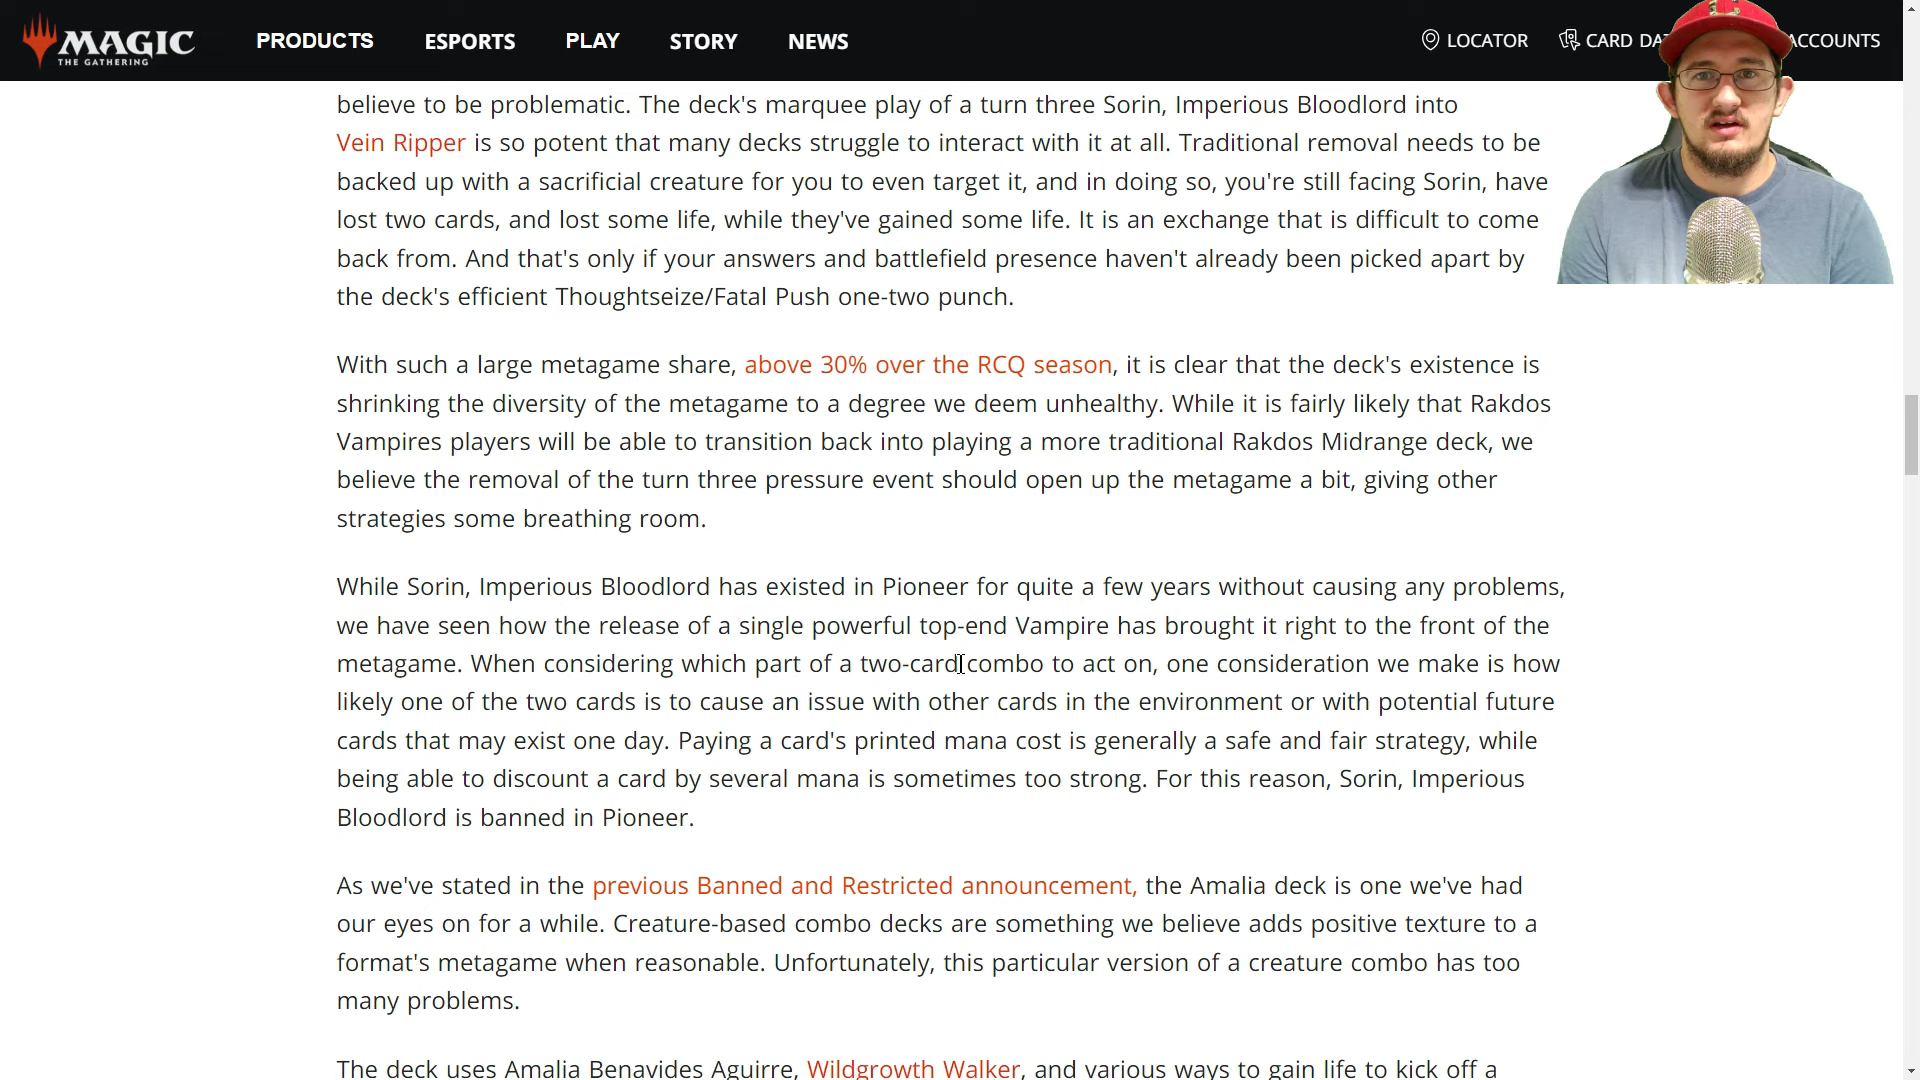 MAGIC
THE GATHERING
PRODUCTS ESPORTS PLAY STORY NEWS
LOCATOR CARD ACCOUNTS
believe to be problematic. The deck's marquee play of a turn three Sorin, Imperious Bloodlord into
Vein Ripper is so potent that many decks struggle to interact with it at all. Traditional removal needs to be
backed up with a sacrificial creature for you to even target it, and in doing so, you're still facing Sorin, have
lost two cards, and lost some life, while they've gained some life. It is an exchange that is difficult to come
back from. And that's only if your answers and battlefield presence haven't already been picked apart by
the deck's efficient Thoughtseize/Fatal Push one-two punch.
With such a large metagame share, above 30% over the RCQ season, it is clear that the deck's existence is
shrinking the diversity of the metagame to a degree we deem unhealthy. While it is fairly likely that Rakdos
Vampires players will be able to transition back into playing a more traditional Rakdos Midrange deck, we
believe the removal of the turn three pressure event should open up the metagame a bit, giving other
strategies some breathing room.
While Sorin, Imperious Bloodlord has existed in Pioneer for quite a few years without causing any problems,
we have seen how the release of a single powerful top-end Vampire has brought it right to the front of the
metagame. When considering which part of a two-card combo to act on, one consideration we make is how
likely one of the two cards is to cause an issue with other cards in the environment or with potential future
cards that may exist one day. Paying a card's printed mana cost is generally a safe and fair strategy, while
being able to discount a card by several mana is sometimes too strong. For this reason, Sorin, Imperious
Bloodlord is banned in Pioneer.
As we've stated in the previous Banned and Restricted announcement, the Amalia deck is one we've had
our eyes on for a while. Creature-based combo decks are something we believe adds positive texture to a
format's metagame when reasonable. Unfortunately, this particular version of a creature combo has too
many problems.
The deck uses Amalia Benavides Aguirre, Wildgrowth Walker, and various ways to gain life to kick off a